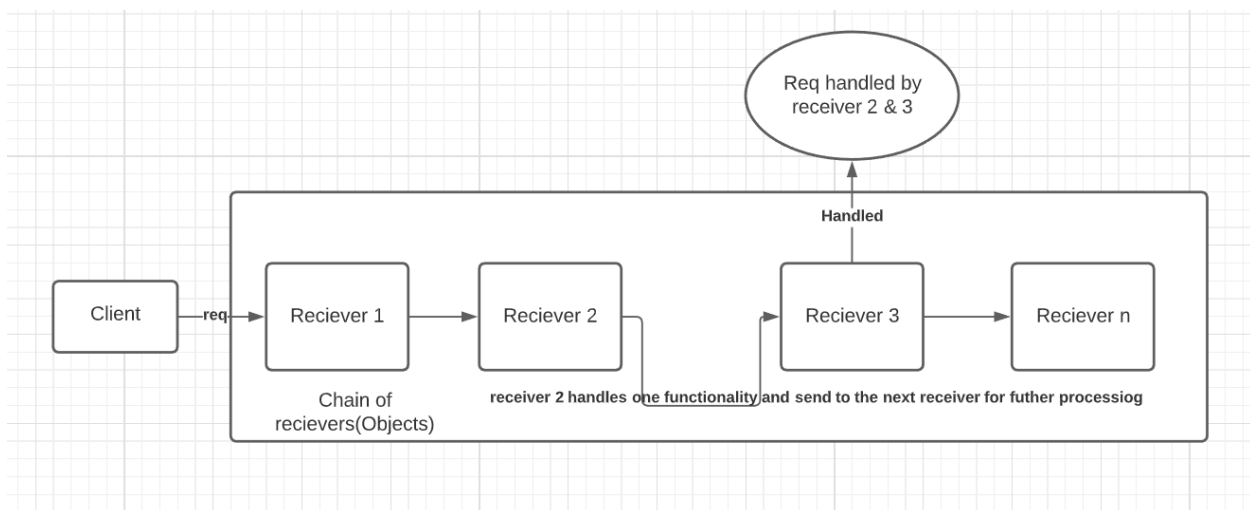 Req handled by
receiver 2 & 3
Handled
Client
req
Reciever 1
Reciever 2
Reciever 3
Reciever n
Chain of
recievers(Objects)
receiver 2 handles one functionality and send to the next receiver for futher processiog